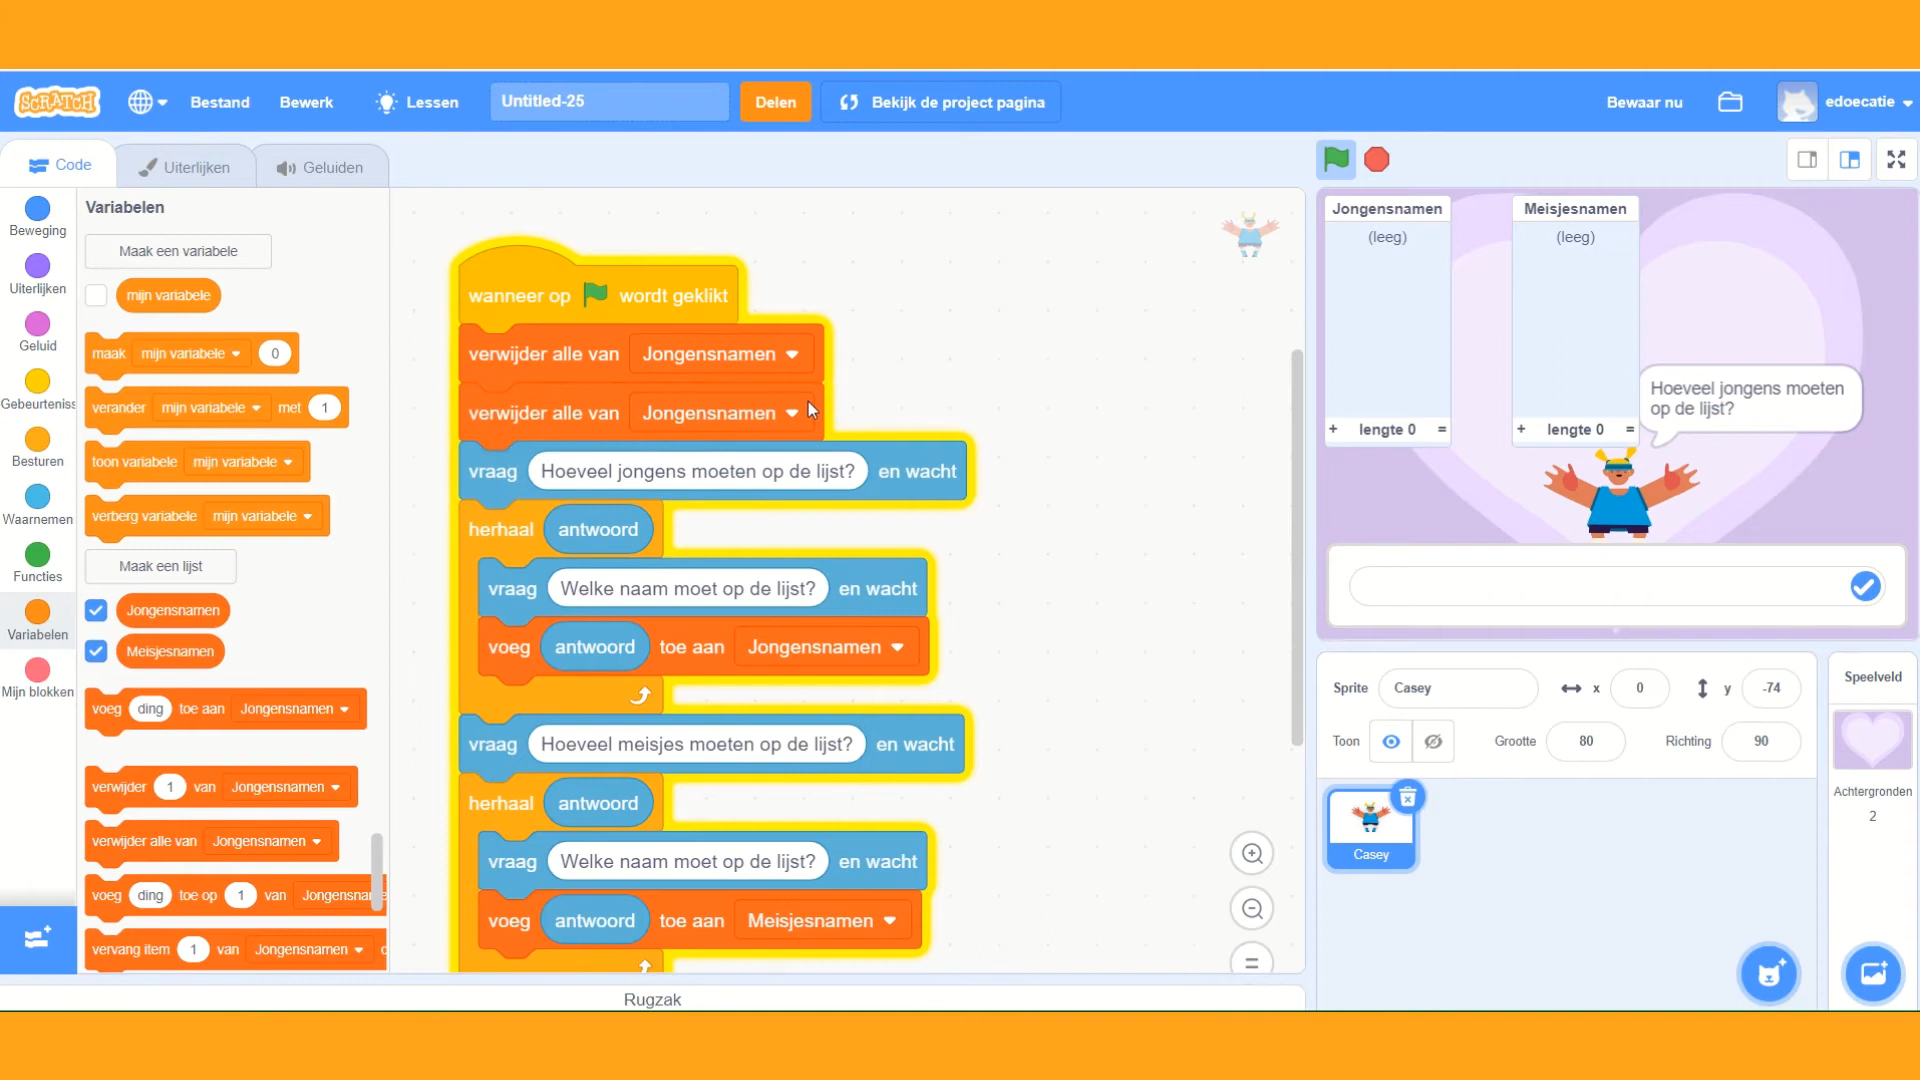 SCRATCH
Bestand
Bewerk
Lessen
Untitled-25
Delen
Bekijk de project pagina
Bewaar nu
edoecatie
Code
Uiterlijken
Geluiden
Beweging
Uiterlijken
Geluid
Gebeurteniss
Besturen
Waarnemen
Functies
Variabelen
Mijn blokken
Variabelen
Maak een variabele
mijn variabele
maak mijn variabele 0
verander mijn variabele met 1
toon variabele mijn variabele
verberg variabele mijn variabele
Maak een lijst
Jongensnamen
Meisjesnamen
voeg ding toe aan Jongensnamen
verwijder 1 van Jongensnamen
verwijder alle van Jongensnamen
voeg ding toe op 1 van Jongensname
vervang item 1 van Jongensnamen
wanneer op wordt geklikt
verwijder alle van Jongensnamen
verwijder alle van Jongensnamen
vraag Hoeveel jongens moeten op de lijst? en wacht
herhaal antwoord
vraag Welke naam moet op de lijst? en wacht
voeg antwoord toe aan Jongensnamen
vraag Hoeveel meisjes moeten op de lijst? en wacht
herhaal antwoord
vraag Welke naam moet op de lijst? en wacht
voeg antwoord toe aan Meisjesnamen
Rugzak
Jongensnamen
(leeg)
+ lengte 0 =
Meisjesnamen
(leeg)
+ lengte 0 =
Hoeveel jongens moeten
op de lijst?
Sprite Casey x 0 y -74
Toon Grootte 80 Richting 90
Casey
Speelveld
Achtergronden
2